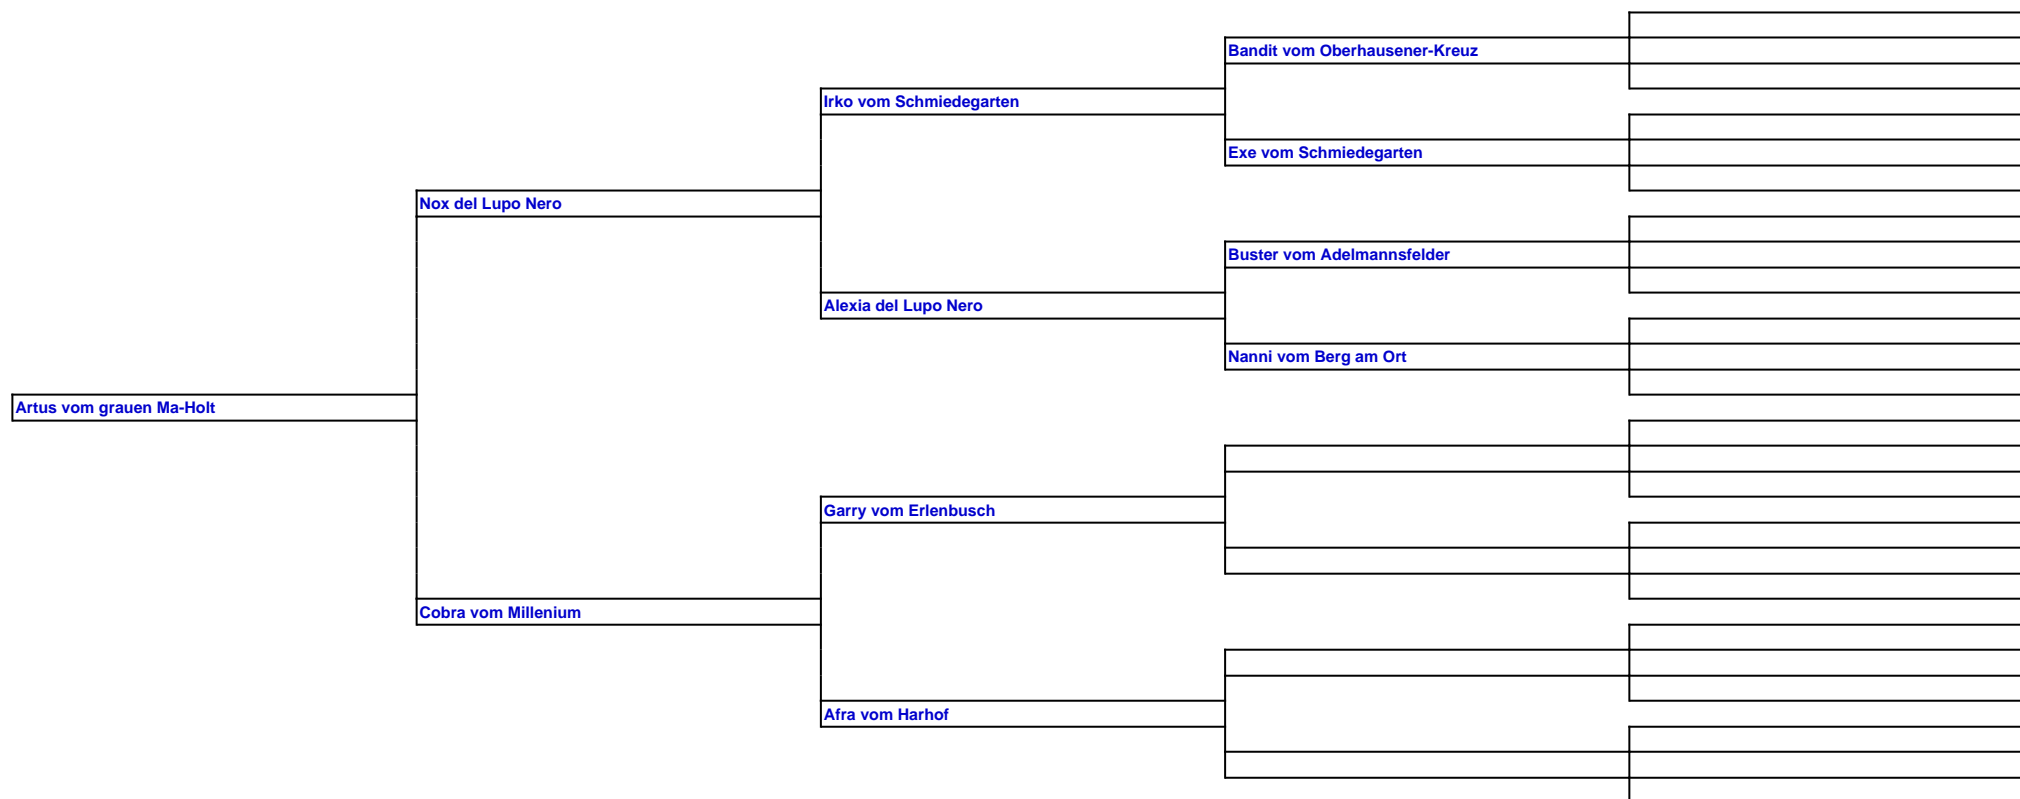 Bandit vom Oberhausener-Kreuz
Irko vom Schmiedegarten
Exe vom Schmiedegarten
Nox del Lupo Nero
Buster vom Adelmannsfelder
Alexia del Lupo Nero
Nanni vom Berg am Ort
Artus vom grauen Ma-Holt
Garry vom Erlenbusch
Cobra vom Millenium
Afra vom Harhof